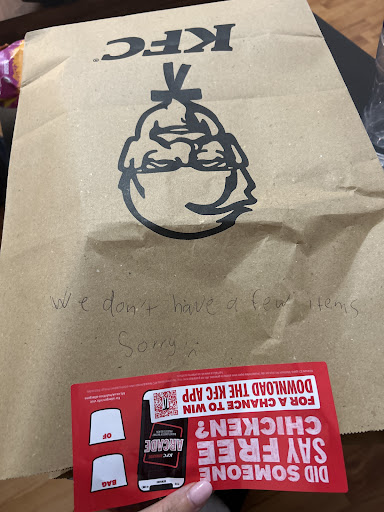 KFC®
We don't have a few items
Sorry!
DID SOMEONE
SAY FREE
CHICKEN?
FOR A CHANCE TO WIN
DOWNLOAD THE KFC APP
KFC
ARCADE
BAG
OF